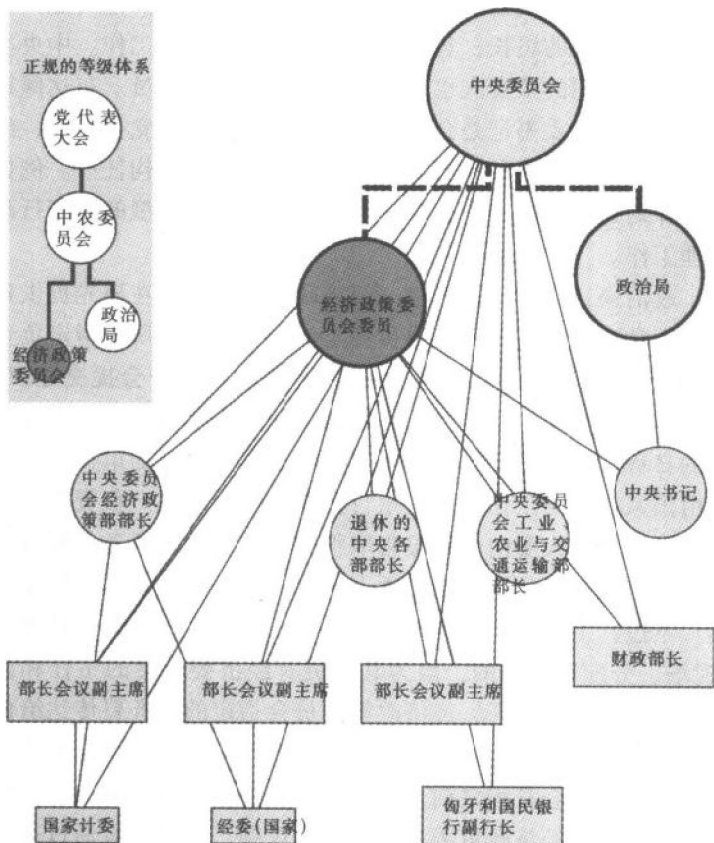 正规的等级体系
党代表
大会
中农委
员会
政治
局
经济政策
委员会
中央委员会
经济政策委
员会委员
政治局
中央委员
会经济政
策部部长
退休的
中央各
部部长
中央委员
会工业、
农业与交
通运输部
部长
中央书记
部长会议副主席
部长会议副主席
部长会议副主席
财政部长
国家计委
经委(国家)
匈牙利国民银
行副行长